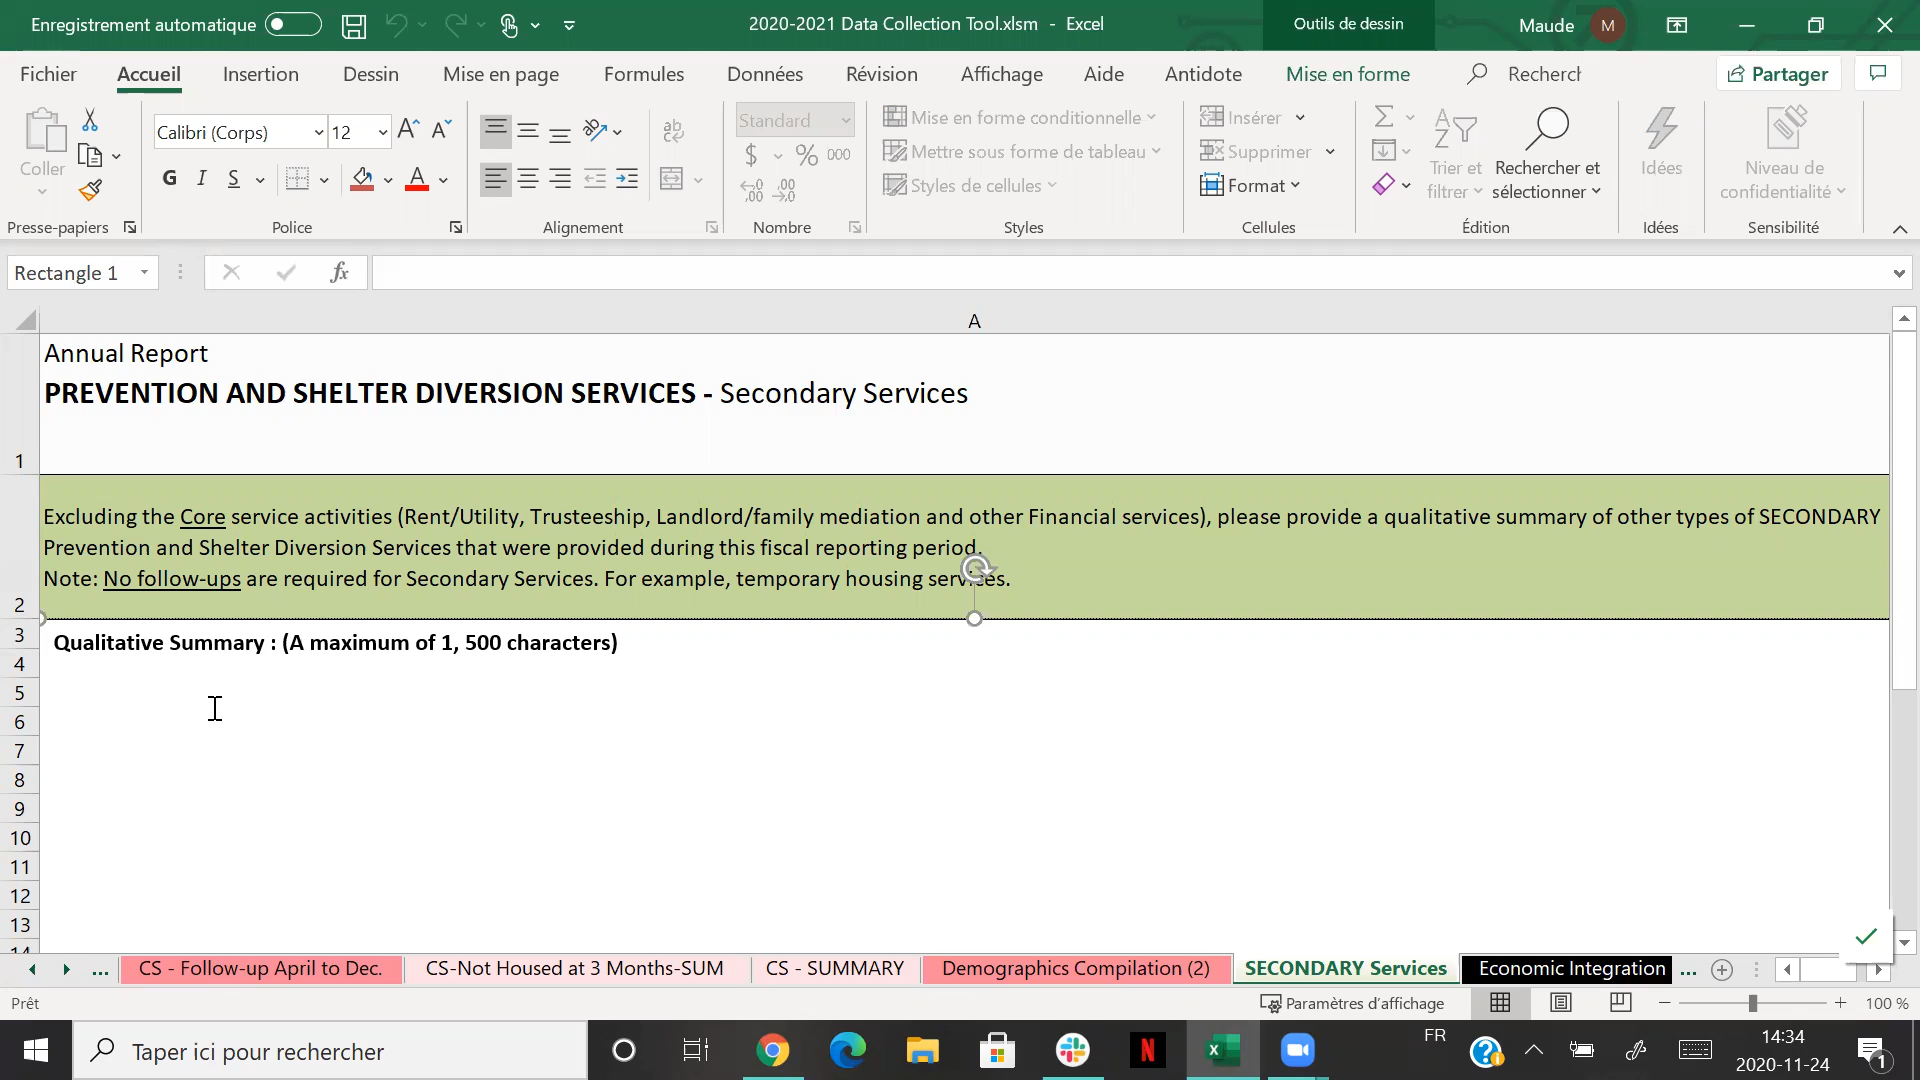 Enregistrement automatique
2020-2021 Data Collection Tool.xlsm - Excel
Outils de dessin
Maude M
Fichier Accueil Insertion Dessin Mise en page Formules Données Révision Affichage Aide Antidote Mise en forme Recherch Partager
Coller
Presse-papiers
Calibri (Corps) 12
G I S
Police
ab
Alignement
Standard
$ % 000
,00 ,00
Nombre
Mise en forme conditionnelle
Mettre sous forme de tableau
Styles de cellules
Styles
Insérer
Supprimer
Format
Cellules
Trier et filtrer
Rechercher et sélectionner
Édition
Idées
Idées
Niveau de confidentialité
Sensibilité
Rectangle 1
fx
A
Annual Report
PREVENTION AND SHELTER DIVERSION SERVICES - Secondary Services
1
Excluding the Core service activities (Rent/Utility, Trusteeship, Landlord/family mediation and other Financial services), please provide a qualitative summary of other types of SECONDARY
Prevention and Shelter Diversion Services that were provided during this fiscal reporting period.
Note: No follow-ups are required for Secondary Services. For example, temporary housing services.
2
3
Qualitative Summary : (A maximum of 1, 500 characters)
4
5
6
7
8
9
10
11
12
13
14
... CS - Follow-up April to Dec. CS-Not Housed at 3 Months-SUM CS - SUMMARY Demographics Compilation (2) SECONDARY Services Economic Integration ...
Prêt
Paramètres d'affichage
100 %
Taper ici pour rechercher
FR
14:34
2020-11-24
1